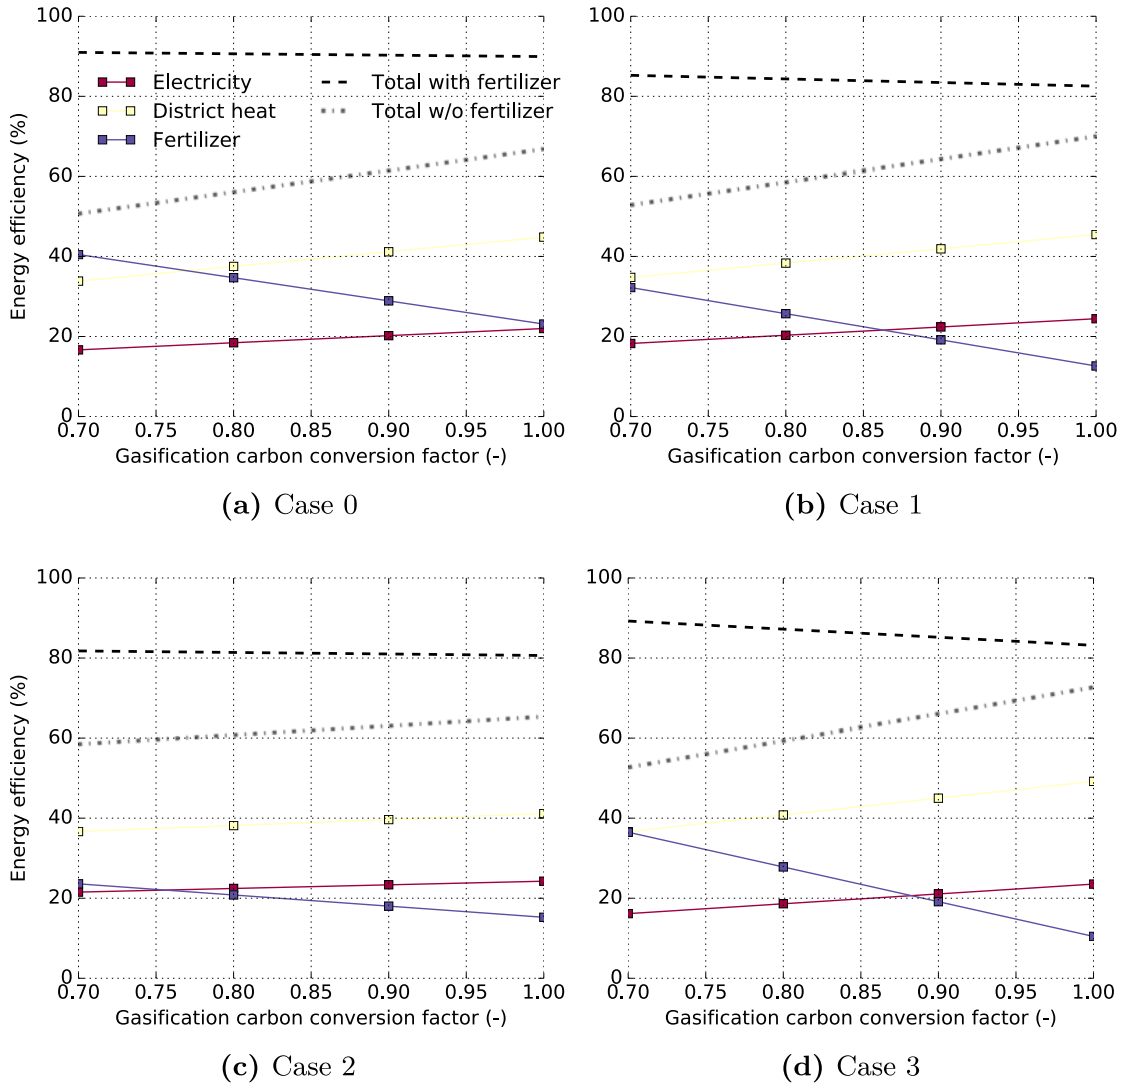 100
80
60
40
20
0
Energy efficiency (%)
Electricity
District heat
Fertilizer
Total with fertilizer
Total w/o fertilizer
0.70 0.75 0.80 0.85 0.90 0.95 1.00
Gasification carbon conversion factor (-)
(a) Case 0
100
80
60
40
20
0
0.70 0.75 0.80 0.85 0.90 0.95 1.00
Gasification carbon conversion factor (-)
(b) Case 1
100
80
60
40
20
0
Energy efficiency (%)
0.70 0.75 0.80 0.85 0.90 0.95 1.00
Gasification carbon conversion factor (-)
(c) Case 2
100
80
60
40
20
0
0.70 0.75 0.80 0.85 0.90 0.95 1.00
Gasification carbon conversion factor (-)
(d) Case 3